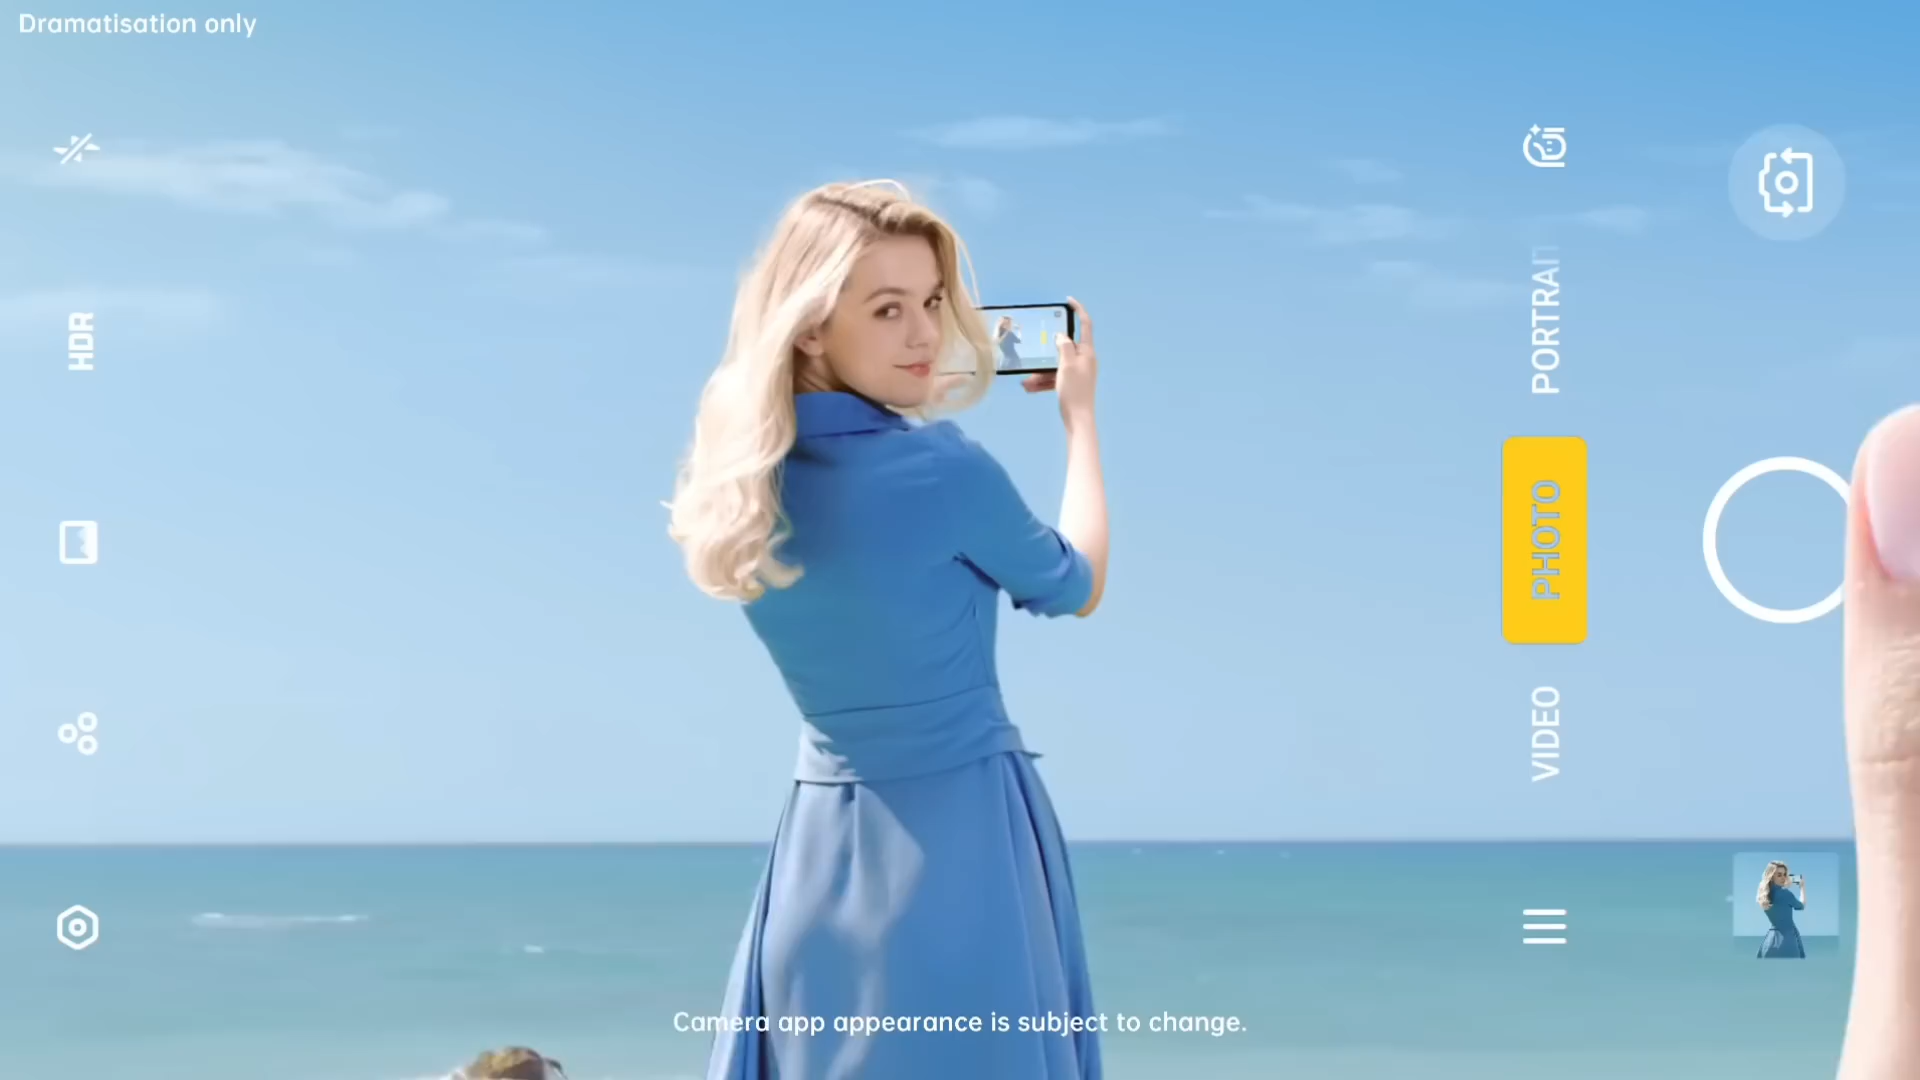 Dramatisation only
HDR
PORTRAIT
PHOTO
VIDEO
Camera app appearance is subject to change.